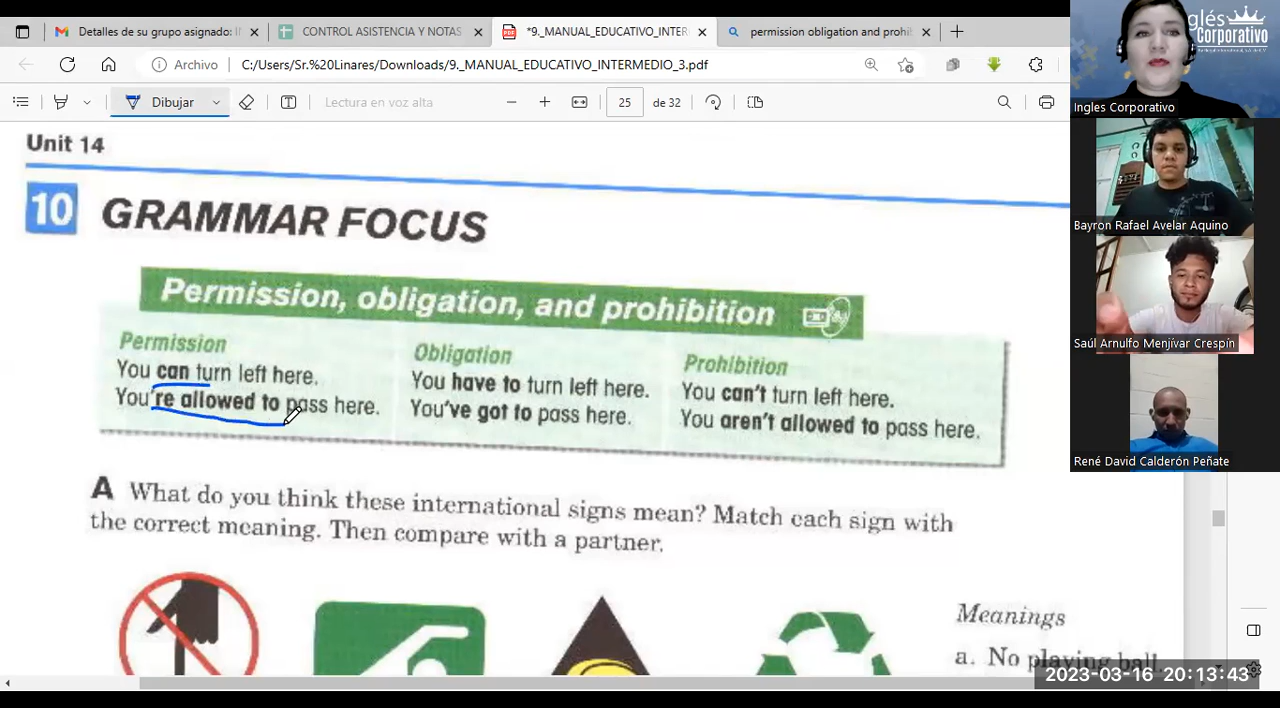 Detalles de su grupo asignado: I
CONTROL ASISTENCIA Y NOTAS
*9._MANUAL_EDUCATIVO_INTER
permission obligation and prohib
Archivo
C:/Users/Sr.%20Linares/Downloads/9._MANUAL_EDUCATIVO_INTERMEDIO_3.pdf
Dibujar
Lectura en voz alta
25
de 32
Unit 14
10 GRAMMAR FOCUS
Permission, obligation, and prohibition
Permission
You can turn left here.
You're allowed to pass here.
Obligation
You have to turn left here.
You've got to pass here.
Prohibition
You can't turn left here.
You aren't allowed to pass here.
A What do you think these international signs mean? Match each sign with
the correct meaning. Then compare with a partner.
Meanings
a. No playing ball.
glés
Corporativo
Ingles Corporativo
Bayron Rafael Avelar Aquino
Saúl Arnulfo Menjívar Crespín
René David Calderón Peñate
2023-03-16 20:13:43